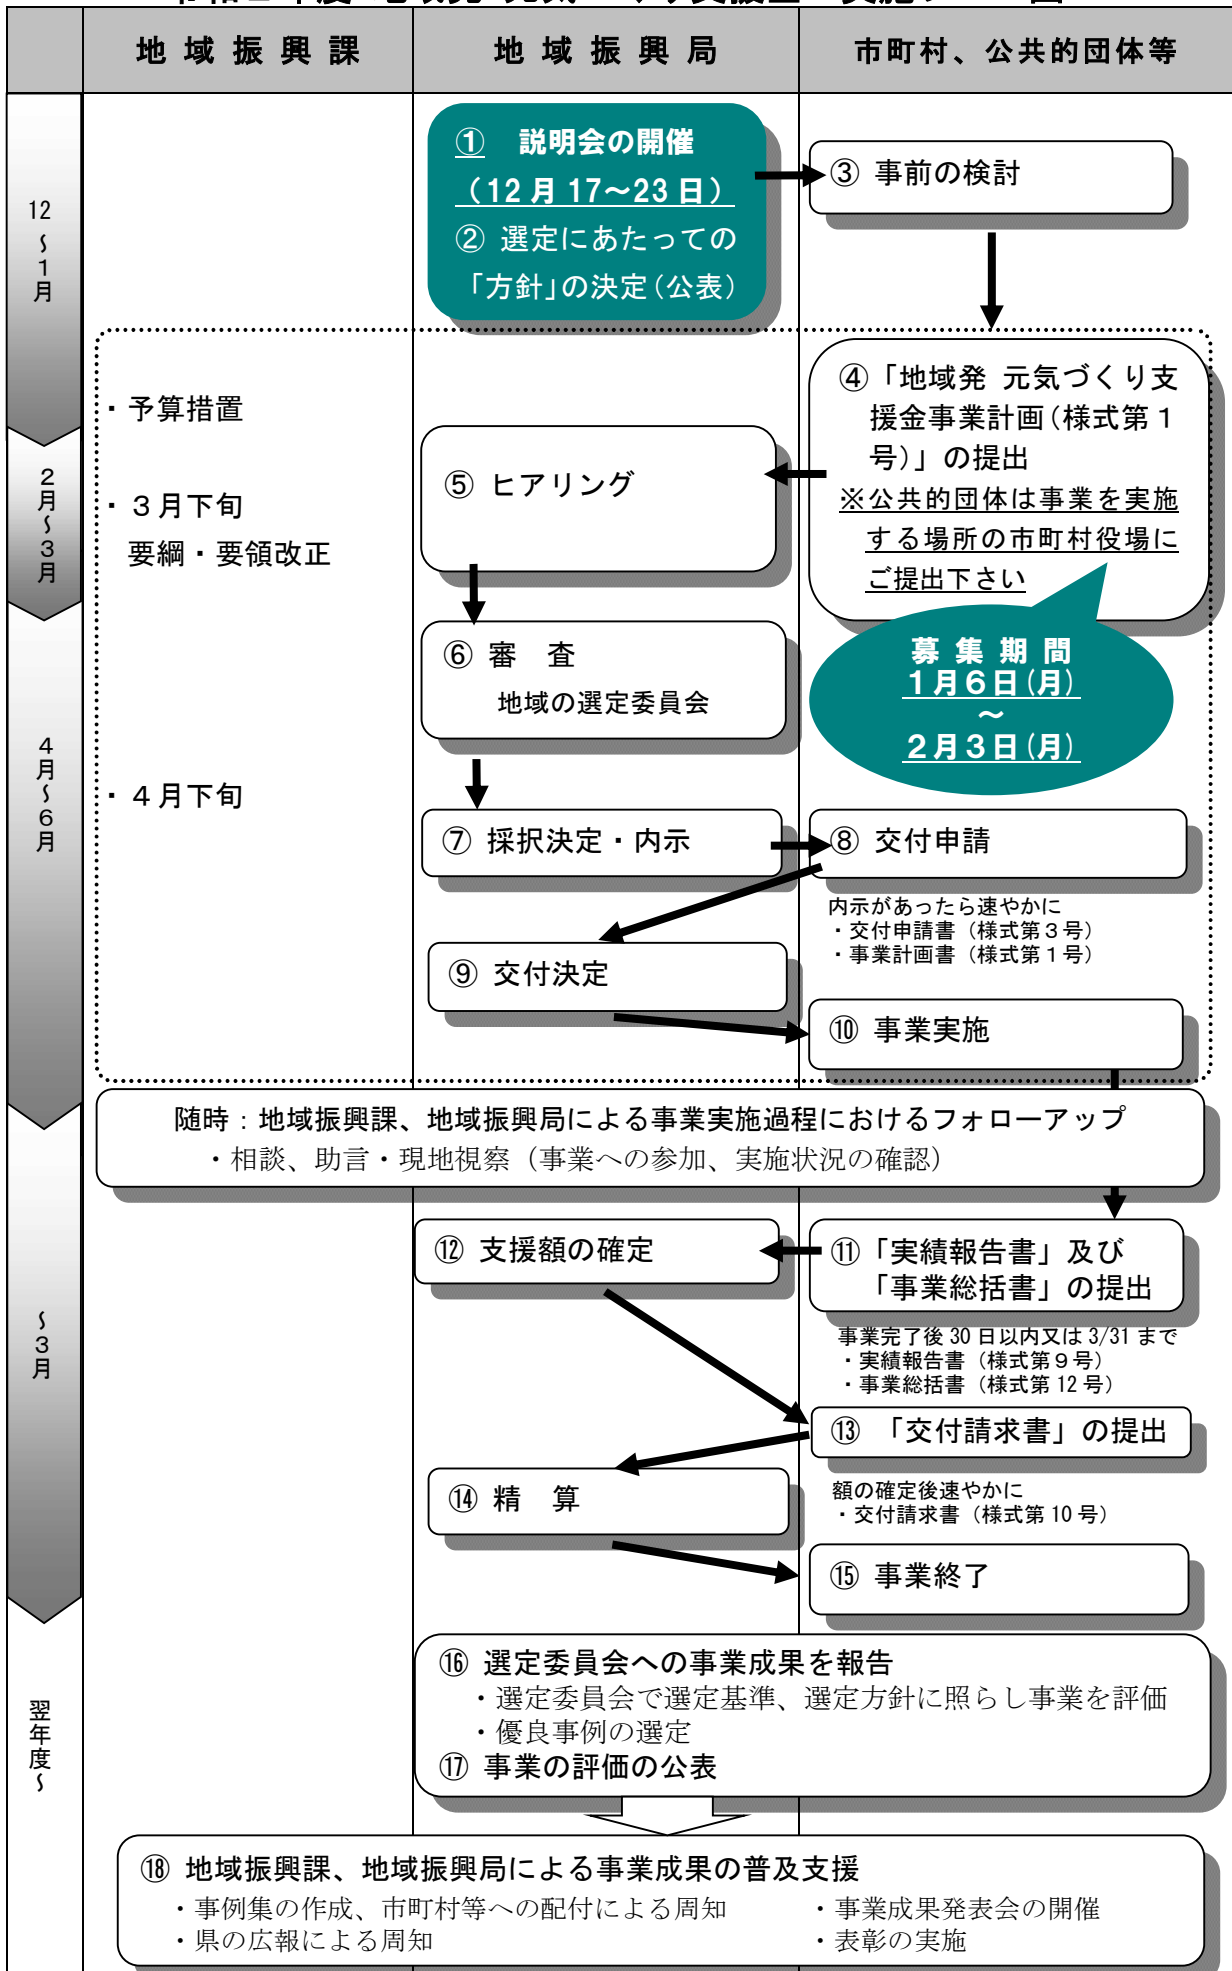 地域振興課
地域振興局
市町村、公共的団体等
12～1月
① 説明会の開催
（12月17～23日）
② 選定にあたっての
「方針」の決定（公表）
③ 事前の検討
・予算措置
④「地域発 元気づくり支
援金事業計画（様式第１
号）」の提出
※公共的団体は事業を実施
する場所の市町村役場に
ご提出下さい
２月～３月
・３月下旬
要綱・要領改正
⑤ ヒアリング
募集期間
１月６日（月）
～
２月３日（月）
⑥ 審　査
地域の選定委員会
４月～６月
・４月下旬
⑦ 採択決定・内示
⑧ 交付申請
内示があったら速やかに
・交付申請書（様式第３号）
・事業計画書（様式第１号）
⑨ 交付決定
⑩ 事業実施
随時：地域振興課、地域振興局による事業実施過程におけるフォローアップ
・相談、助言・現地視察（事業への参加、実施状況の確認）
～３月
⑫ 支援額の確定
⑪「実績報告書」及び
「事業総括書」の提出
事業完了後 30 日以内又は 3/31 まで
・実績報告書（様式第９号）
・事業総括書（様式第 12 号）
⑬ 「交付請求書」の提出
額の確定後速やかに
・交付請求書（様式第 10 号）
⑭ 精　算
⑮ 事業終了
翌年度～
⑯ 選定委員会への事業成果を報告
・選定委員会で選定基準、選定方針に照らし事業を評価
・優良事例の選定
⑰ 事業の評価の公表
⑱ 地域振興課、地域振興局による事業成果の普及支援
・事例集の作成、市町村等への配付による周知
・事業成果発表会の開催
・県の広報による周知
・表彰の実施